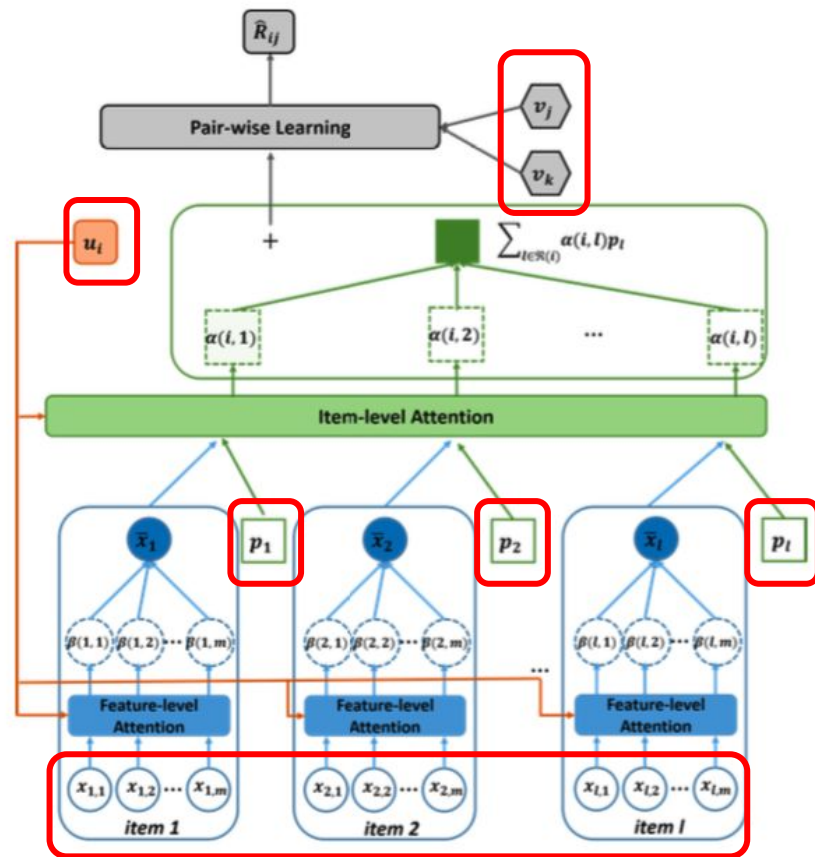 R̂ᵢⱼ
Pair-wise Learning
vⱼ
vₖ
uᵢ
+
∑_{l∈ℜ(i)} α(i, l)pₗ
α(i, 1) α(i, 2) ... α(i, l)
Item-level Attention
x̄₁ p₁ x̄₂ p₂ x̄ₗ pₗ
β(1,1) β(1,2) ... β(1,m) β(2,1) β(2,2) ... β(2,m) β(l,1) β(l,2) ... β(l,m)
...
Feature-level Attention Feature-level Attention Feature-level Attention
x₁,₁ x₁,₂ ... x₁,ₘ x₂,₁ x₂,₂ ... x₂,ₘ xₗ,₁ xₗ,₂ ... xₗ,ₘ
item 1 item 2 item l